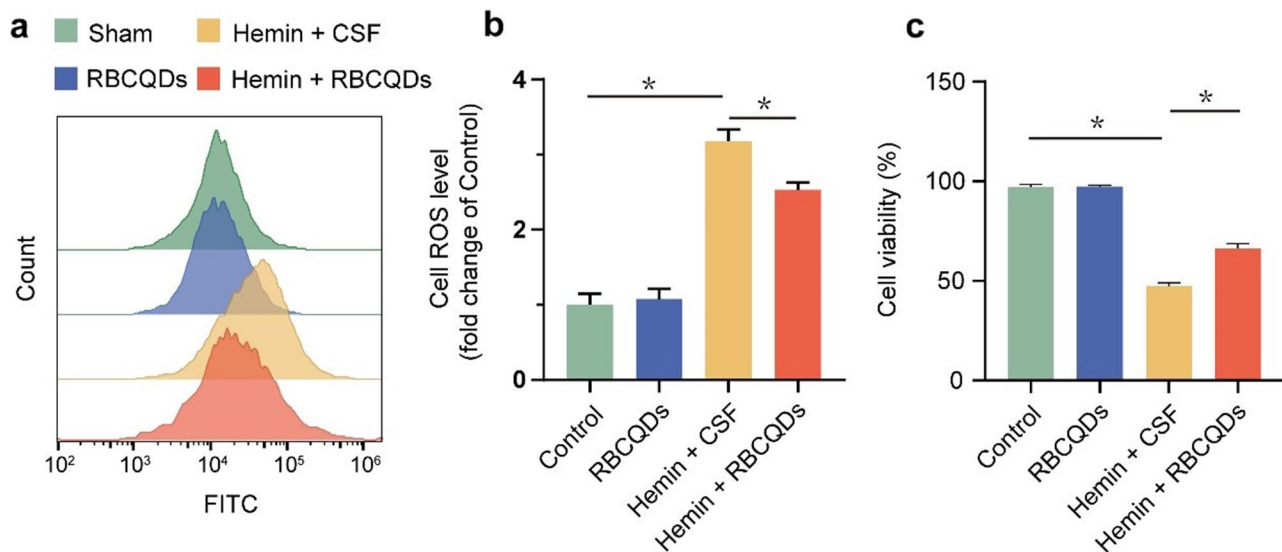 a
Sham
Hemin + CSF
RBCQDs
Hemin + RBCQDs
Count
10²
10³
10⁴
10⁵
10⁶
FITC
b
Cell ROS level
(fold change of Control)
4
2
0
*
*
Control
RBCQDs
Hemin + CSF
Hemin + RBCQDs
c
Cell viability (%)
150
100
50
0
*
*
Control
RBCQDs
Hemin + CSF
Hemin + RBCQDs